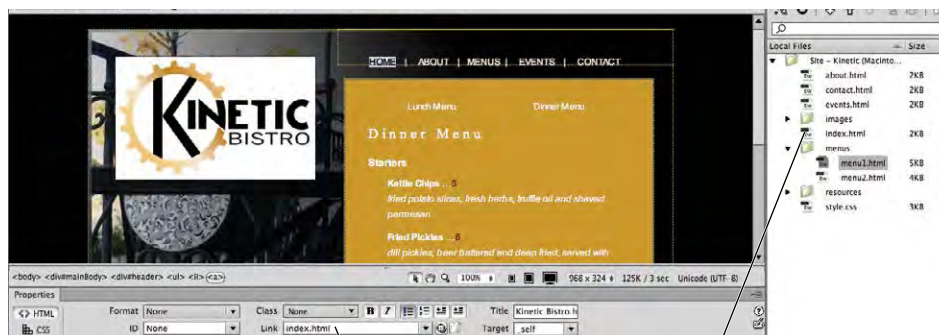 Local Files
Size
Site – Kinetic (Macinto...
about.html 2KB
contact.html 2KB
events.html 2KB
images
index.html 2KB
menus
menu1.html 5KB
menu2.html 4KB
resources
style.css 3KB
KINETIC
BISTRO
HOME | ABOUT | MENUS | EVENTS | CONTACT
Lunch Menu Dinner Menu
Dinner Menu
Starters
Kettle Chips ... 5
fried potato slices, fresh herbs, truffle oil and shaved
parmesan
Fried Pickles ... 6
dill pickles, beer battered and deep fried, served with
<body> <div#mainBody> <div#header> <ul> <li> <a>
100% 968 x 324 125K / 3 sec Unicode (UTF-8)
Properties
<> HTML Format None Class None B I Title Kinetic Bistro h
CSS ID None Link index.html Target _self